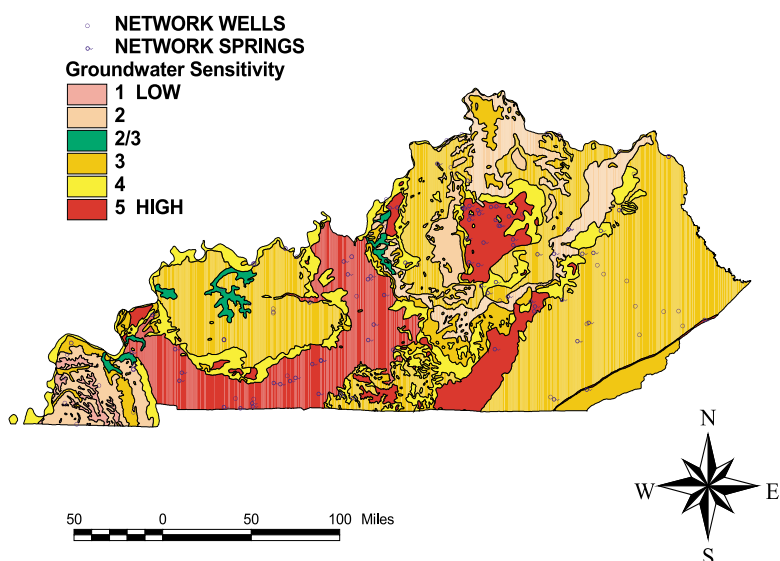 NETWORK WELLS
NETWORK SPRINGS
Groundwater Sensitivity
1 LOW
2
2/3
3
4
5 HIGH
N
W E
S
50 0 50 100 Miles